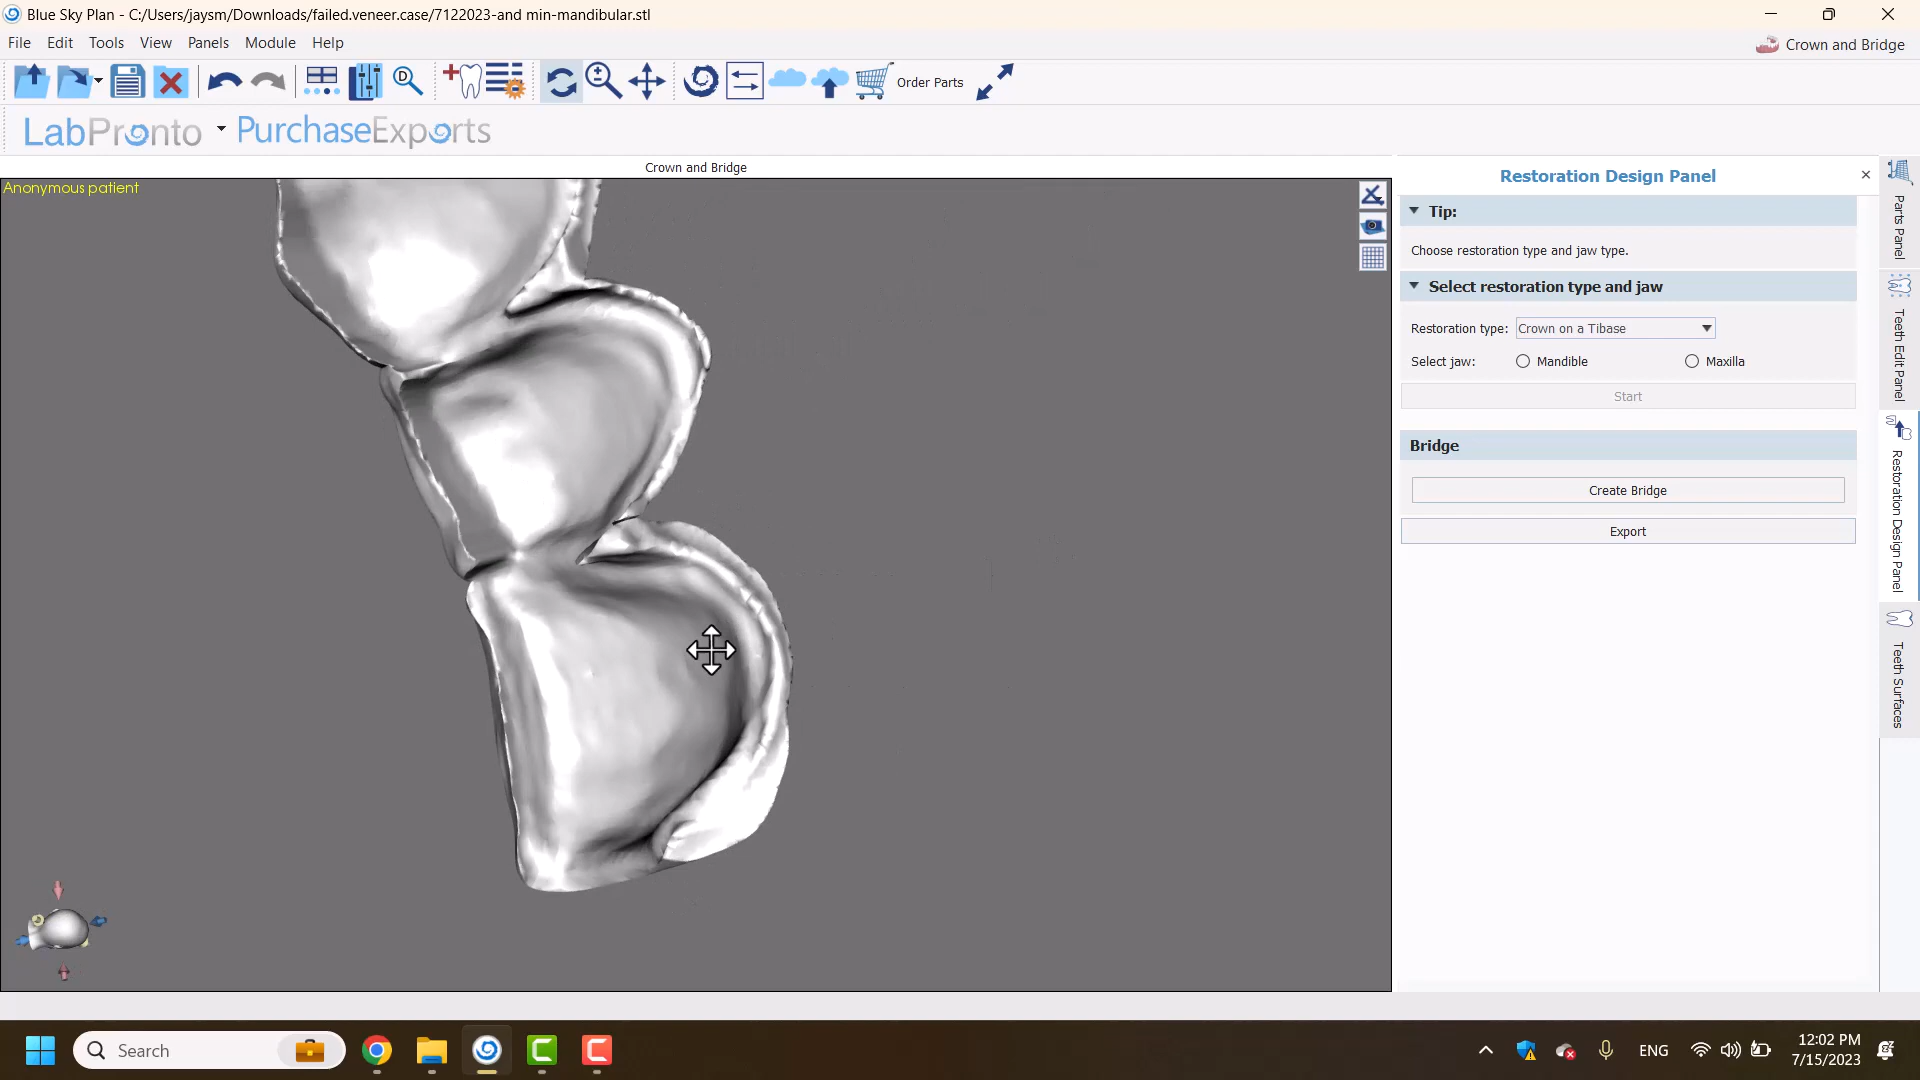 Blue Sky Plan - C:/Users/jaysm/Downloads/failed.veneer.case/7122023-and min-mandibular.stl
File Edit Tools View Panels Module Help
Crown and Bridge
D
Order Parts
LabPronto PurchaseExports
Crown and Bridge
Anonymous patient
Restoration Design Panel
Tip:
Choose restoration type and jaw type.
Select restoration type and jaw
Restoration type: Crown on a Tibase
Select jaw: Mandible Maxilla
Start
Bridge
Create Bridge
Export
Parts Panel
Teeth Edit Panel
Restoration Design Panel
Teeth Surfaces
Search
ENG
12:02 PM
7/15/2023